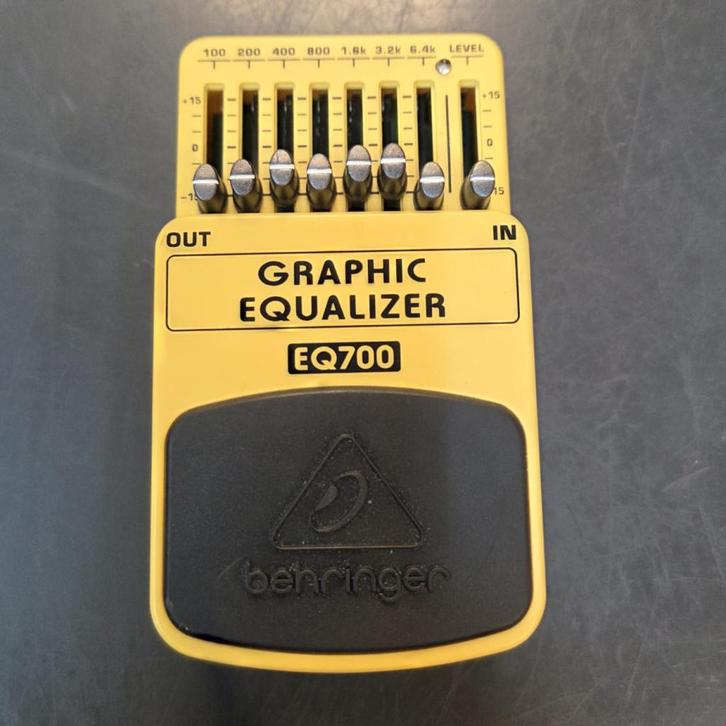 100 200 400 800 1.6k 3.2k 6.4k LEVEL
+15 +15
0 0
-15 15
OUT IN
GRAPHIC
EQUALIZER
EQ700
behringer